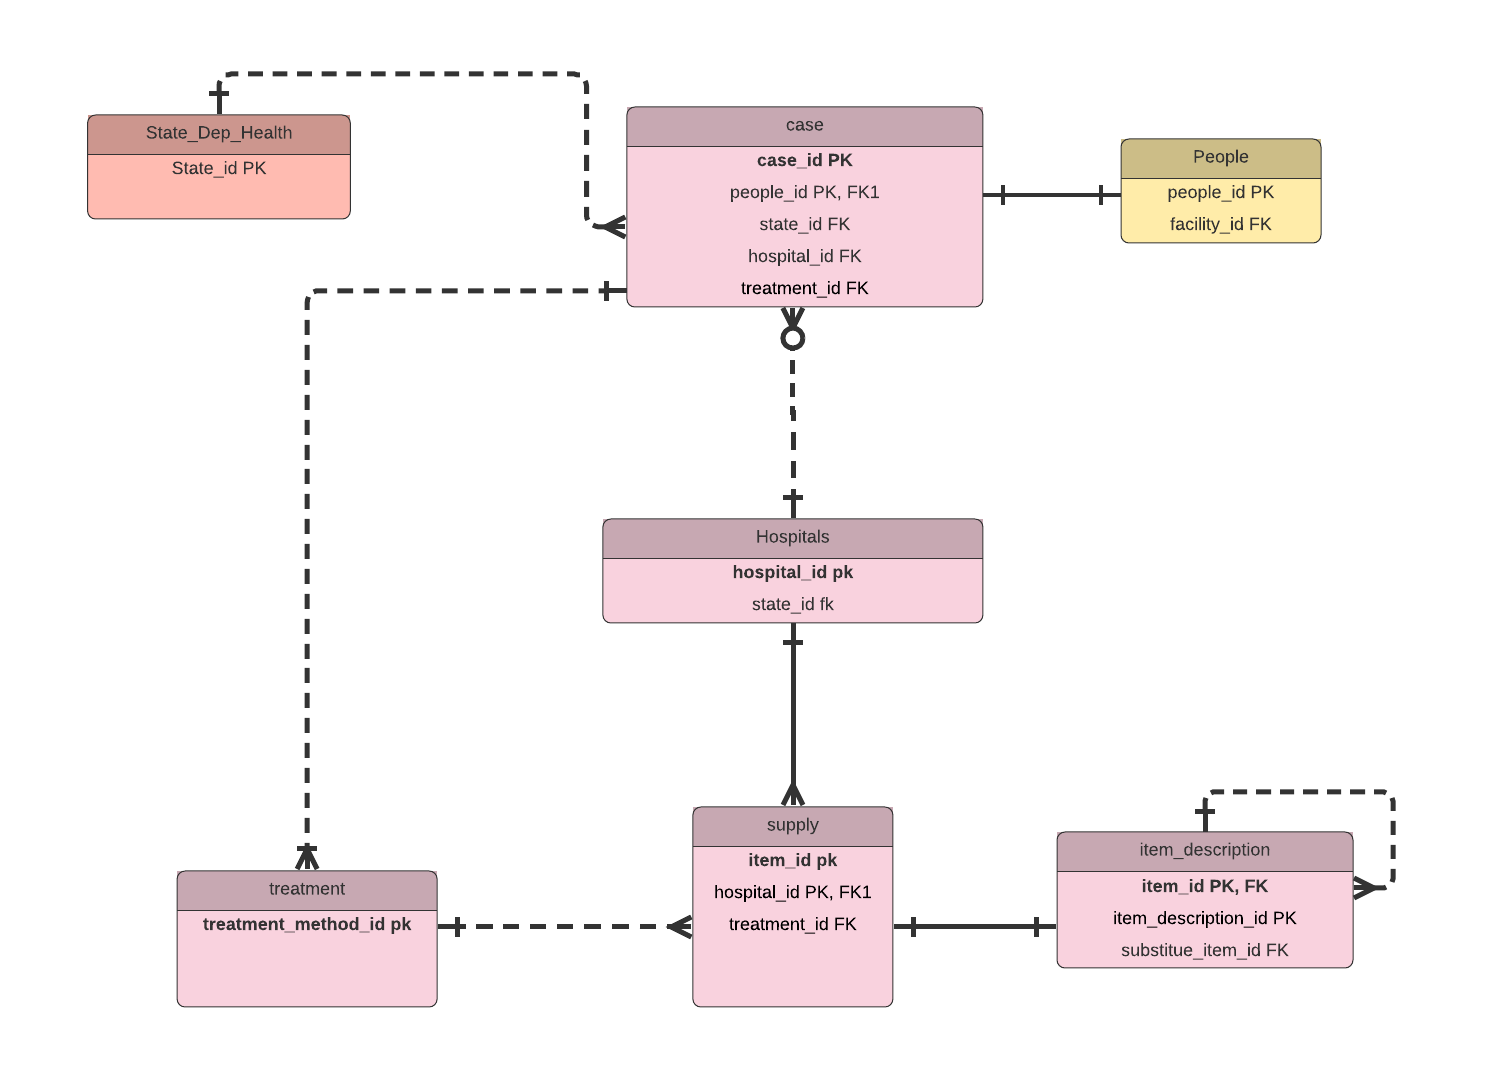 State_Dep_Health
State_id PK
case
case_id PK
people_id PK, FK1
state_id FK
hospital_id FK
treatment_id FK
People
people_id PK
facility_id FK
Hospitals
hospital_id pk
state_id fk
treatment
treatment_method_id pk
supply
item_id pk
hospital_id PK, FK1
treatment_id FK
item_description
item_id PK, FK
item_description_id PK
substitue_item_id FK